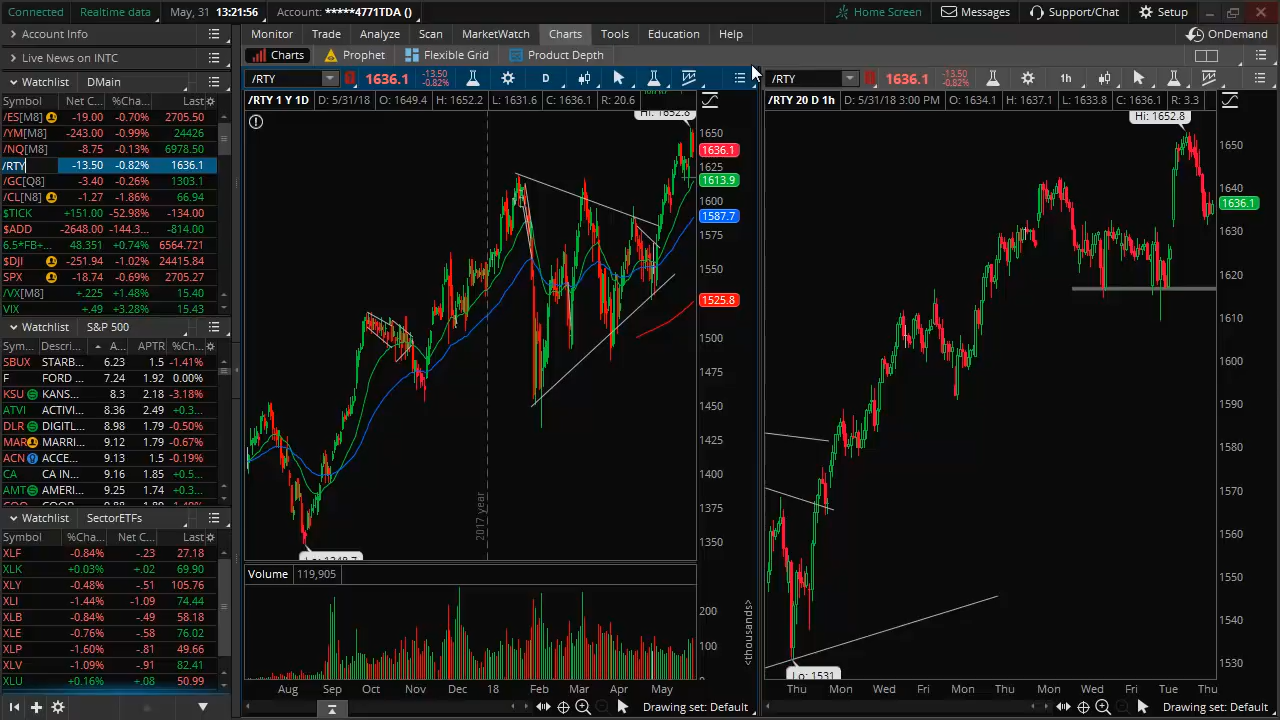 Connected Realtime data May, 31 13:21:56 Account: *****4771TDA () Home Screen Messages Support/Chat Setup
Account Info
Live News on INTC
Watchlist DMain
Symbol Net C... %Cha... Last
/ES[M8] -19.00 -0.70% 2705.50
/YM[M8] -243.00 -0.99% 24426
/NQ[M8] -8.75 -0.13% 6978.50
/RTY -13.50 -0.82% 1636.1
/GC[Q8] -3.40 -0.26% 1303.1
/CL[N8] -1.27 -1.86% 66.94
$TICK +151.00 -52.98% -134.00
$ADD -2648.00 -144.3... -814.00
6.5*FB+... 48.351 +0.74% 6564.721
$DJI -251.94 -1.02% 24415.84
SPX -18.74 -0.69% 2705.27
/VX[M8] +.225 +1.48% 15.40
VIX +.49 +3.28% 15.43
Watchlist S&P 500
Sym... Descri... A... APTR %Ch...
SBUX STARB... 6.23 1.5 -1.41%
F FORD ... 7.24 1.92 0.00%
KSU KANS... 8.3 2.18 -3.18%
ATVI ACTIVI... 8.36 2.49 +0.3...
DLR DIGITL... 8.98 1.79 -0.50%
MAR MARRI... 9.12 1.79 -0.67%
ACN ACCE... 9.13 1.5 -0.19%
CA CA IN... 9.16 1.85 +0.5...
AMT AMERI... 9.25 1.74 +0.3...
Watchlist SectorETFs
Symbol %Cha... Net C... Last
XLF -0.84% -.23 27.18
XLK +0.03% +.02 69.90
XLY -0.48% -.51 105.76
XLI -1.44% -1.09 74.44
XLB -0.84% -.49 58.18
XLE -0.76% -.58 76.02
XLP -1.60% -.81 49.66
XLV -1.09% -.91 82.41
XLU +0.16% +.08 50.99
Monitor Trade Analyze Scan MarketWatch Charts Tools Education Help
OnDemand
Charts Prophet Flexible Grid Product Depth
/RTY 1636.1 -13.50 -0.82% D
/RTY 1 Y 1D D: 5/31/18 O: 1649.4 H: 1652.2 L: 1631.6 C: 1636.1 R: 20.6
Hi: 1652.8
1650
1636.1
1625
1613.9
1600
1587.7
1575
1550
1525.8
1500
1475
1450
1425
1400
1375
1350
2017 year
Volume 119,905
200
100
<thousands>
Aug Sep Oct Nov Dec 18 Feb Mar Apr May
Drawing set: Default
/RTY 1636.1 -13.50 -0.82% 1h
/RTY 20 D 1h D: 5/31/18 3:00 PM O: 1634.1 H: 1637.1 L: 1633.8 C: 1636.1 R: 3.3
Hi: 1652.8
1650
1640
1636.1
1630
1620
1610
1600
1590
1580
1570
1560
1550
1540
1530
Lo: 1531
Thu Mon Wed Fri Mon Thu Mon Wed Fri Tue Thu
Drawing set: Default